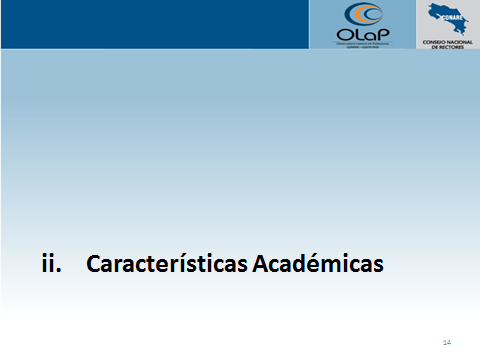 OLaP
CONARE
CONSEJO NACIONAL
DE RECTORES
ii. Características Académicas
14